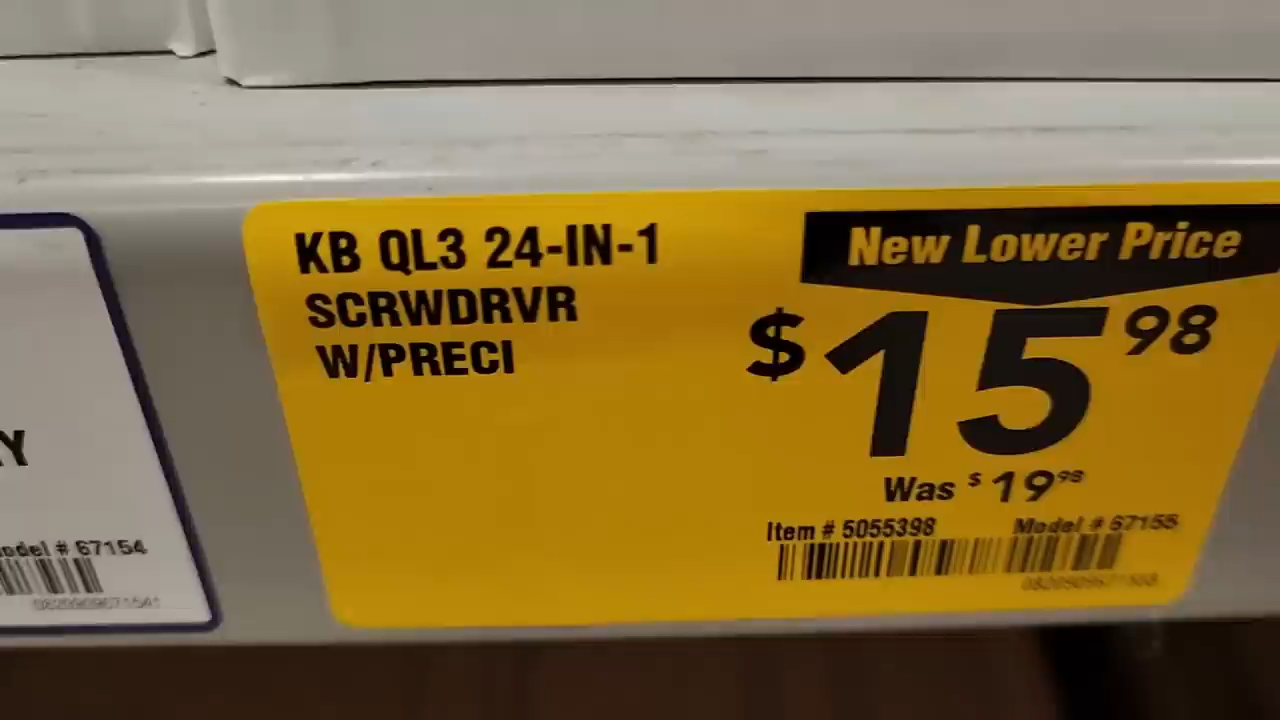 KB QL3 24-IN-1
SCRWDRVR
W/PRECI
New Lower Price
$15 98
Was $19 98
Item # 5055398 Model # 67155
Y
odel # 67154